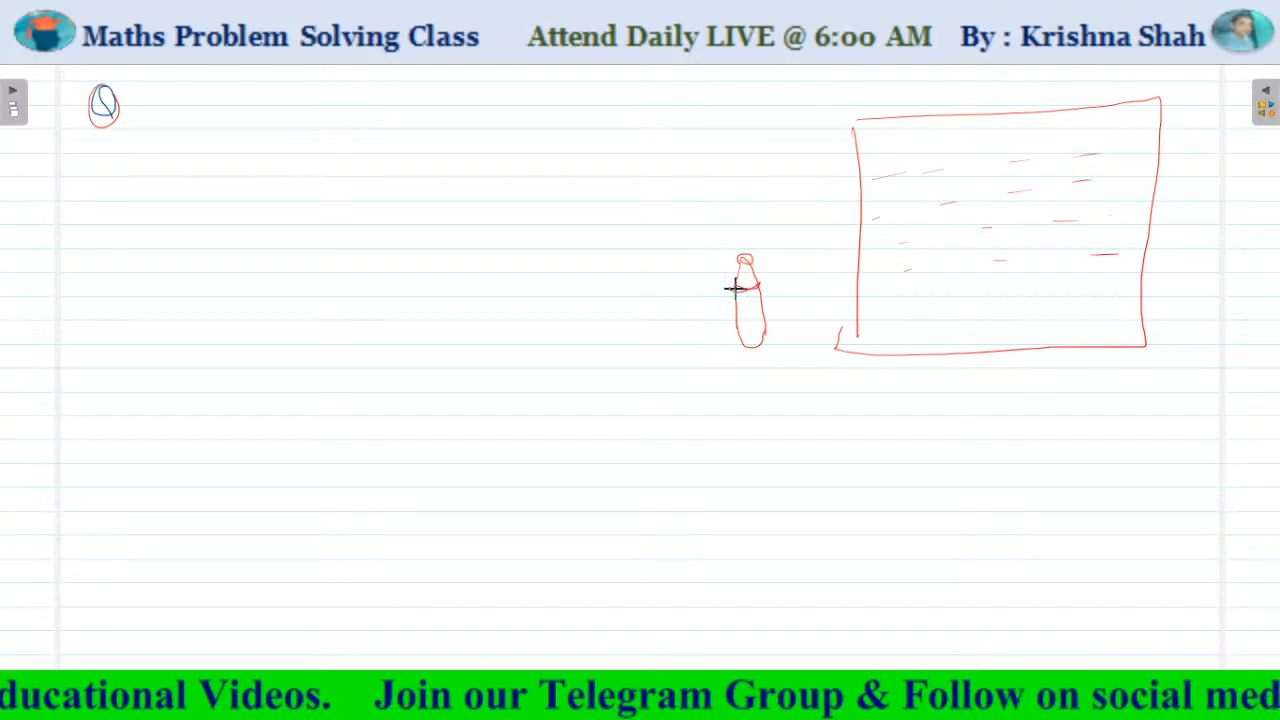 Maths Problem Solving Class Attend Daily LIVE @ 6:00 AM By : Krishna Shah
Q
ducational Videos. Join our Telegram Group & Follow on social med